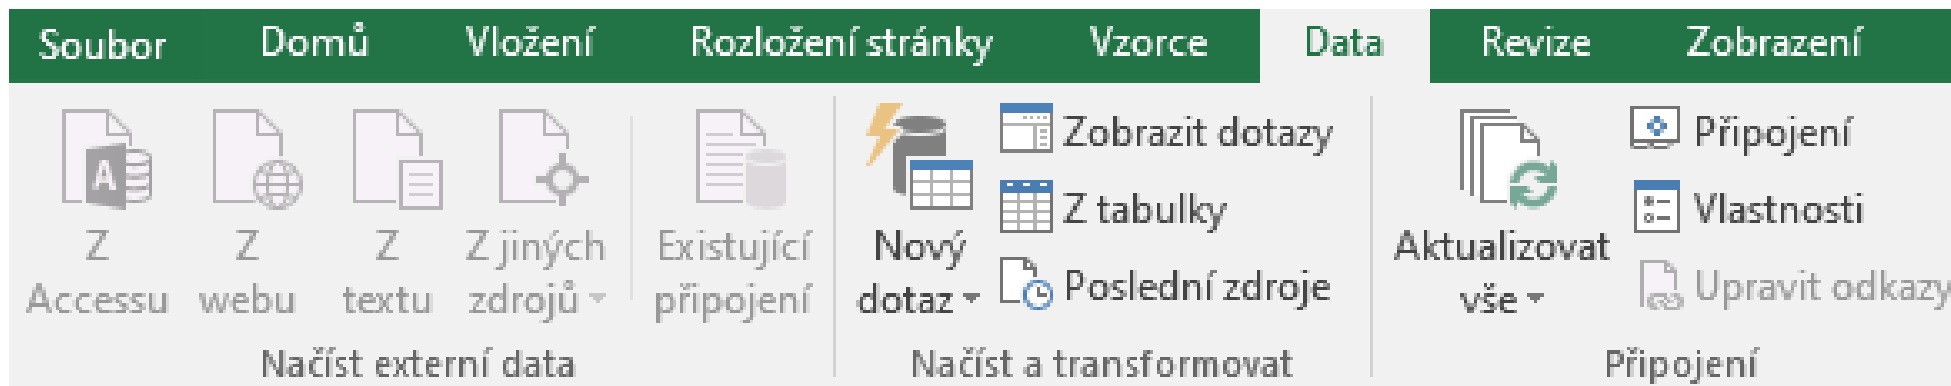 Soubor Domů Vložení Rozložení stránky Vzorce Data Revize Zobrazení
Z Accessu
Z webu
Z textu
Z jiných zdrojů
Existující připojení
Načíst externí data
Nový dotaz
Zobrazit dotazy
Z tabulky
Poslední zdroje
Načíst a transformovat
Aktualizovat vše
Připojení
Vlastnosti
Upravit odkazy
Připojení